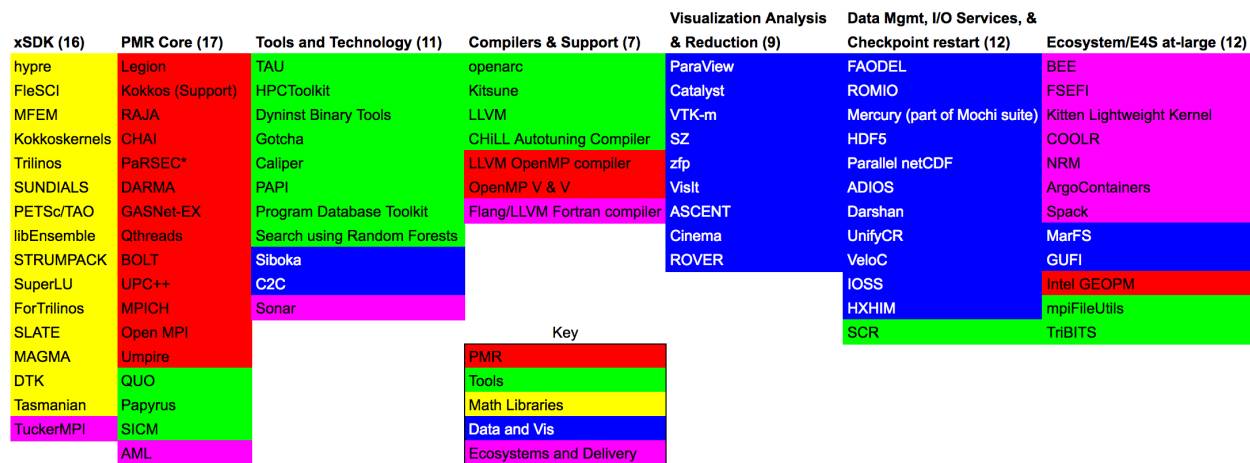 xSDK (16)
hypre
FleSCI
MFEM
Kokkoskernels
Trilinos
SUNDIALS
PETSc/TAO
libEnsemble
STRUMPACK
SuperLU
ForTrilinos
SLATE
MAGMA
DTK
Tasmanian
TuckerMPI
PMR Core (17)
Legion
Kokkos (Support)
RAJA
CHAI
PaRSEC*
DARMA
GASNet-EX
Qthreads
BOLT
UPC++
MPICH
Open MPI
Umpire
QUO
Papyrus
SICM
AML
Tools and Technology (11)
TAU
HPCToolkit
Dyninst Binary Tools
Gotcha
Caliper
PAPI
Program Database Toolkit
Search using Random Forests
Siboka
C2C
Sonar
Compilers & Support (7)
openarc
Kitsune
LLVM
CHiLL Autotuning Compiler
LLVM OpenMP compiler
OpenMP V & V
Flang/LLVM Fortran compiler
Key
PMR
Tools
Math Libraries
Data and Vis
Ecosystems and Delivery
Visualization Analysis
& Reduction (9)
ParaView
Catalyst
VTK-m
SZ
zfp
VisIt
ASCENT
Cinema
ROVER
Data Mgmt, I/O Services, &
Checkpoint restart (12)
FAODEL
ROMIO
Mercury (part of Mochi suite)
HDF5
Parallel netCDF
ADIOS
Darshan
UnifyCR
VeloC
IOSS
HXHIM
SCR
Ecosystem/E4S at-large (12)
BEE
FSEFI
Kitten Lightweight Kernel
COOLR
NRM
ArgoContainers
Spack
MarFS
GUFI
Intel GEOPM
mpiFileUtils
TriBITS